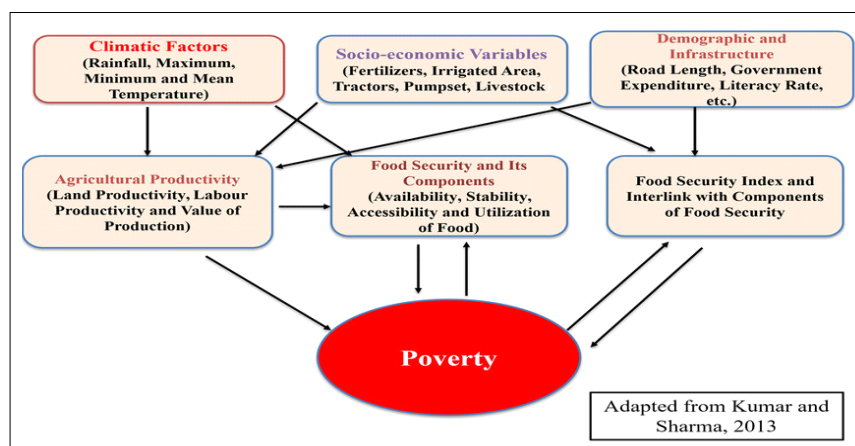 Climatic Factors
(Rainfall, Maximum,
Minimum and Mean
Temperature)
Socio-economic Variables
(Fertilizers, Irrigated Area,
Tractors, Pumpset, Livestock
Demographic and
Infrastructure
(Road Length, Government
Expenditure, Literacy Rate,
etc.)
Agricultural Productivity
(Land Productivity, Labour
Productivity and Value of
Production)
Food Security and Its
Components
(Availability, Stability,
Accessibility and Utilization
of Food)
Food Security Index and
Interlink with Components
of Food Security
Poverty
Adapted from Kumar and
Sharma, 2013